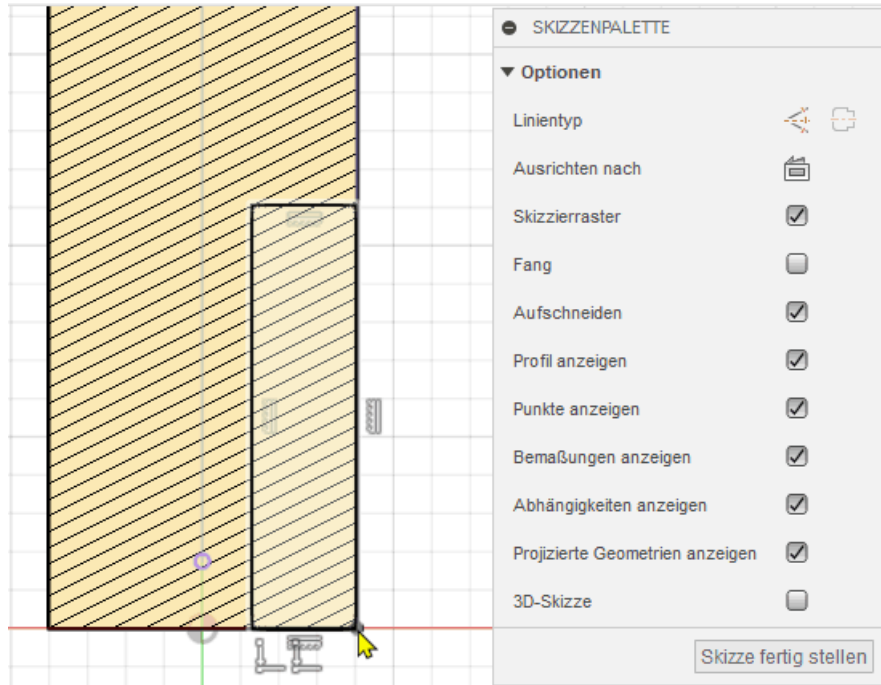 SKIZZENPALETTE
Optionen
Linientyp
Ausrichten nach
Skizzierraster
Fang
Aufschneiden
Profil anzeigen
Punkte anzeigen
Bemaßungen anzeigen
Abhängigkeiten anzeigen
Projizierte Geometrien anzeigen
3D-Skizze
Skizze fertig stellen